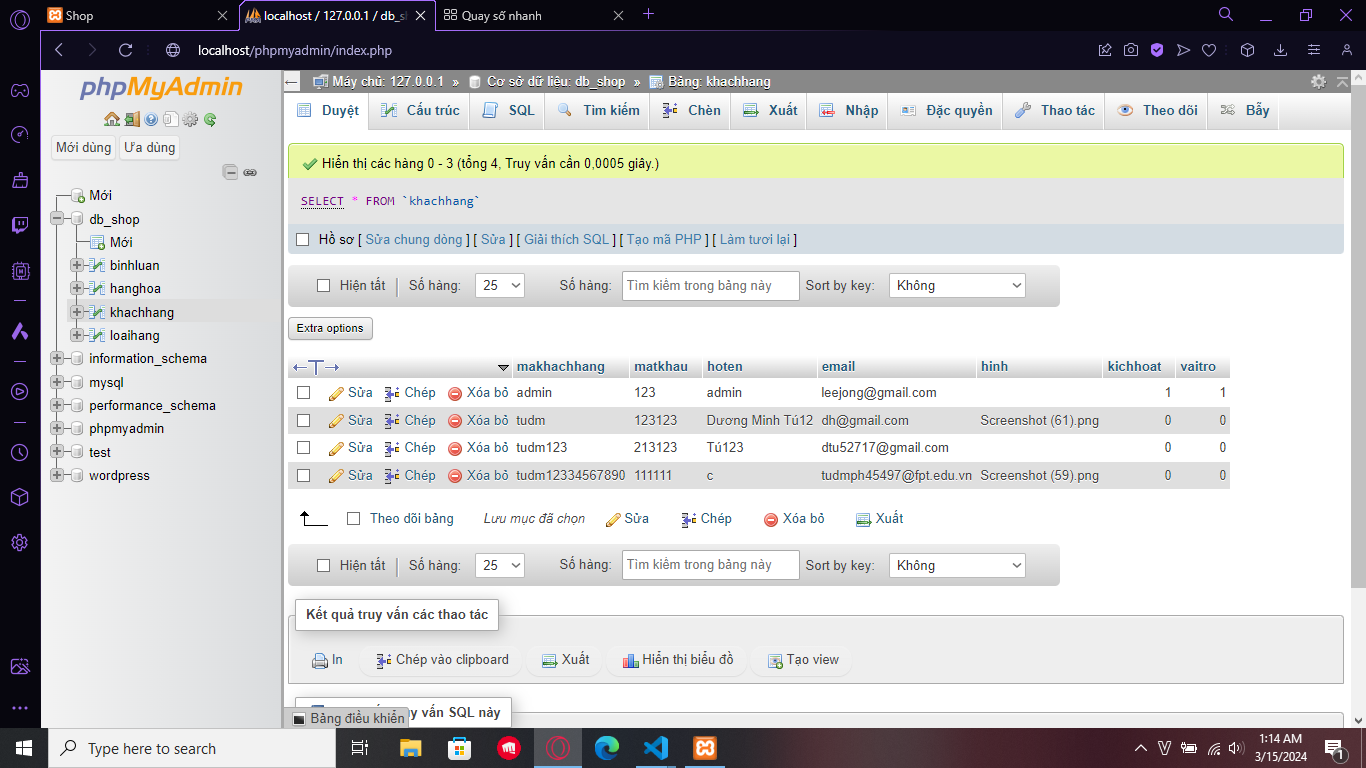 Shop
localhost / 127.0.0.1 / db_s
Quay số nhanh
localhost/phpmyadmin/index.php
phpMyAdmin
Mới dùng Ưa dùng
Mới
db_shop
Mới
binhluan
hanghoa
khachhang
loaihang
information_schema
mysql
performance_schema
phpmyadmin
test
wordpress
Máy chủ: 127.0.0.1 » Cơ sở dữ liệu: db_shop » Bảng: khachhang
Duyệt Cấu trúc SQL Tìm kiếm Chèn Xuất Nhập Đặc quyền Thao tác Theo dõi Bẫy
Hiển thị các hàng 0 - 3 (tổng 4, Truy vấn cần 0,0005 giây.)
SELECT * FROM `khachhang`
Hồ sơ [ Sửa chung dòng ] [ Sửa ] [ Giải thích SQL ] [ Tạo mã PHP ] [ Làm tươi lại ]
Hiện tất | Số hàng: 25 Số hàng: Tìm kiếm trong bảng này Sort by key: Không
Extra options
makhachhang matkhau hoten email hinh kichhoat vaitro
Sửa Chép Xóa bỏ admin 123 admin leejong@gmail.com 1 1
Sửa Chép Xóa bỏ tudm 123123 Dương Minh Tú12 dh@gmail.com Screenshot (61).png 0 0
Sửa Chép Xóa bỏ tudm123 213123 Tú123 dtu52717@gmail.com 0 0
Sửa Chép Xóa bỏ tudm12334567890 111111 c tudmph45497@fpt.edu.vn Screenshot (59).png 0 0
Theo dõi bảng Lưu mục đã chọn Sửa Chép Xóa bỏ Xuất
Hiện tất | Số hàng: 25 Số hàng: Tìm kiếm trong bảng này Sort by key: Không
Kết quả truy vấn các thao tác
In Chép vào clipboard Xuất Hiển thị biểu đồ Tạo view
Bảng điều khiển vấn SQL này
Type here to search
1:14 AM
3/15/2024
1